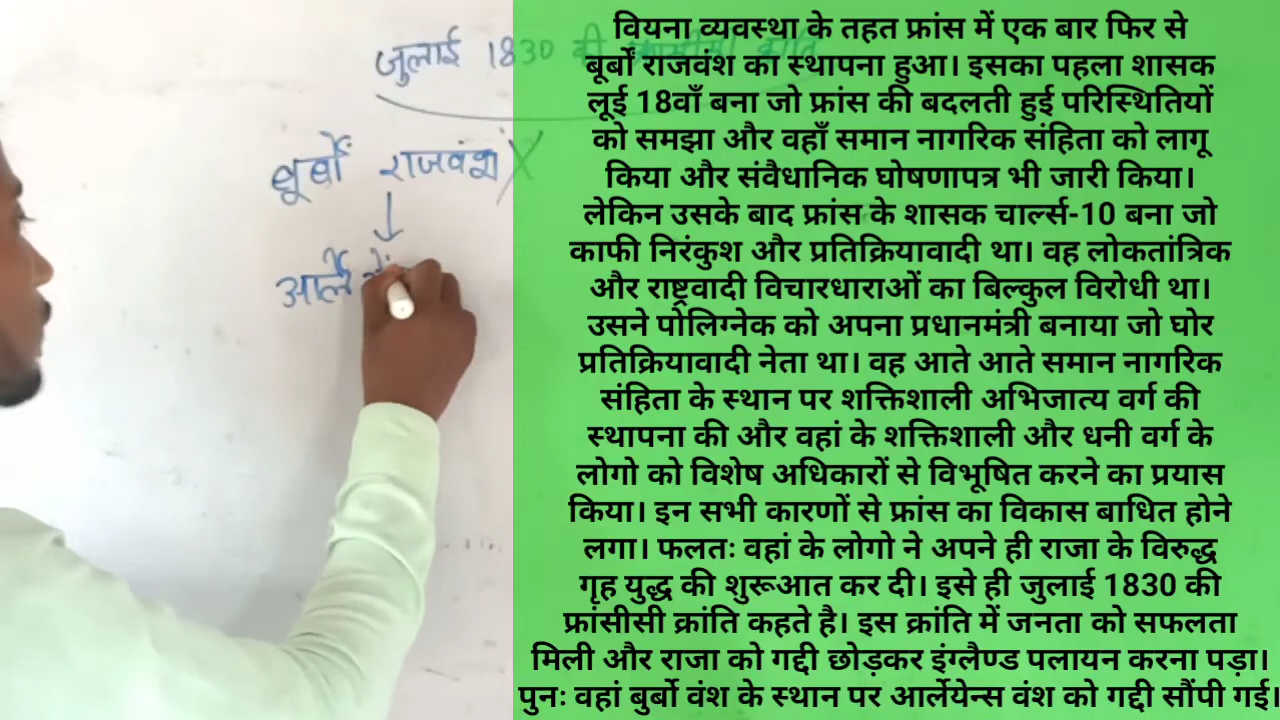 जुलाई 1830 की
बूर्बों राजवंश
आर्ले
वियना व्यवस्था के तहत फ्रांस में एक बार फिर से
बूर्बों राजवंश का स्थापना हुआ। इसका पहला शासक
लूई 18वाँ बना जो फ्रांस की बदलती हुई परिस्थितियों
को समझा और वहाँ समान नागरिक संहिता को लागू
किया और संवैधानिक घोषणापत्र भी जारी किया।
लेकिन उसके बाद फ्रांस के शासक चार्ल्स-10 बना जो
काफी निरंकुश और प्रतिक्रियावादी था। वह लोकतांत्रिक
और राष्ट्रवादी विचारधाराओं का बिल्कुल विरोधी था।
उसने पोलिग्नेक को अपना प्रधानमंत्री बनाया जो घोर
प्रतिक्रियावादी नेता था। वह आते आते समान नागरिक
संहिता के स्थान पर शक्तिशाली अभिजात्य वर्ग की
स्थापना की और वहां के शक्तिशाली और धनी वर्ग के
लोगो को विशेष अधिकारों से विभूषित करने का प्रयास
किया। इन सभी कारणों से फ्रांस का विकास बाधित होने
लगा। फलतः वहां के लोगो ने अपने ही राजा के विरुद्ध
गृह युद्ध की शुरूआत कर दी। इसे ही जुलाई 1830 की
फ्रांसीसी क्रांति कहते है। इस क्रांति में जनता को सफलता
मिली और राजा को गद्दी छोड़कर इंग्लैण्ड पलायन करना पड़ा।
पुनः वहां बुर्बो वंश के स्थान पर आर्लेयेन्स वंश को गद्दी सौंपी गई।